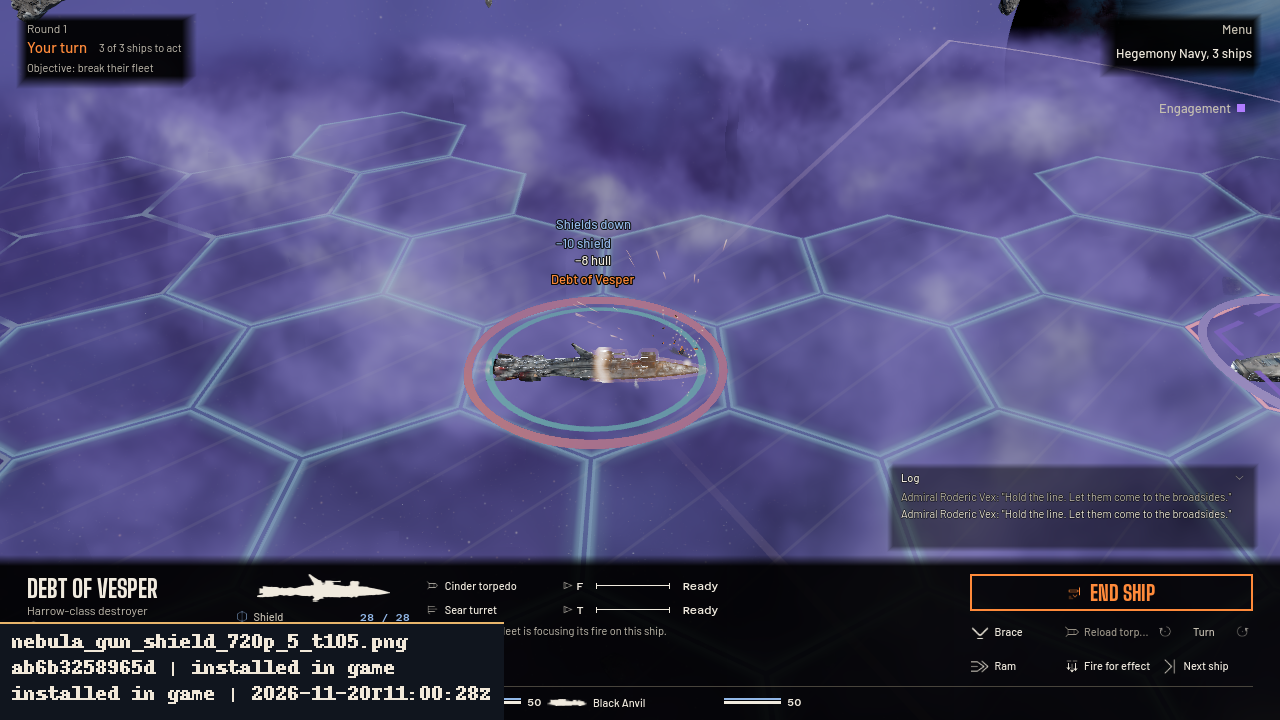 Round 1
Your turn 3 of 3 ships to act
Objective: break their fleet
Menu
Hegemony Navy, 3 ships
Engagement
Shields down
−10 shield
−8 hull
Debt of Vesper
Log
Admiral Roderic Vex: "Hold the line. Let them come to the broadsides."
Admiral Roderic Vex: "Hold the line. Let them come to the broadsides."
DEBT OF VESPER
Harrow-class destroyer
Shield 28 / 28
Cinder torpedo F Ready
Sear turret T Ready
leet is focusing its fire on this ship.
END SHIP
Brace Reload torp... Turn
Ram Fire for effect Next ship
50 Black Anvil 50
nebula_gun_shield_720p_5_t105.png
ab6b3258965d | installed in game
installed in game | 2026-11-20T11:00:28Z